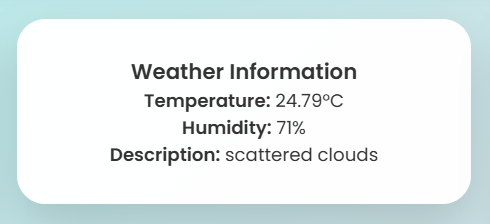 Weather Information
Temperature: 24.79°C
Humidity: 71%
Description: scattered clouds